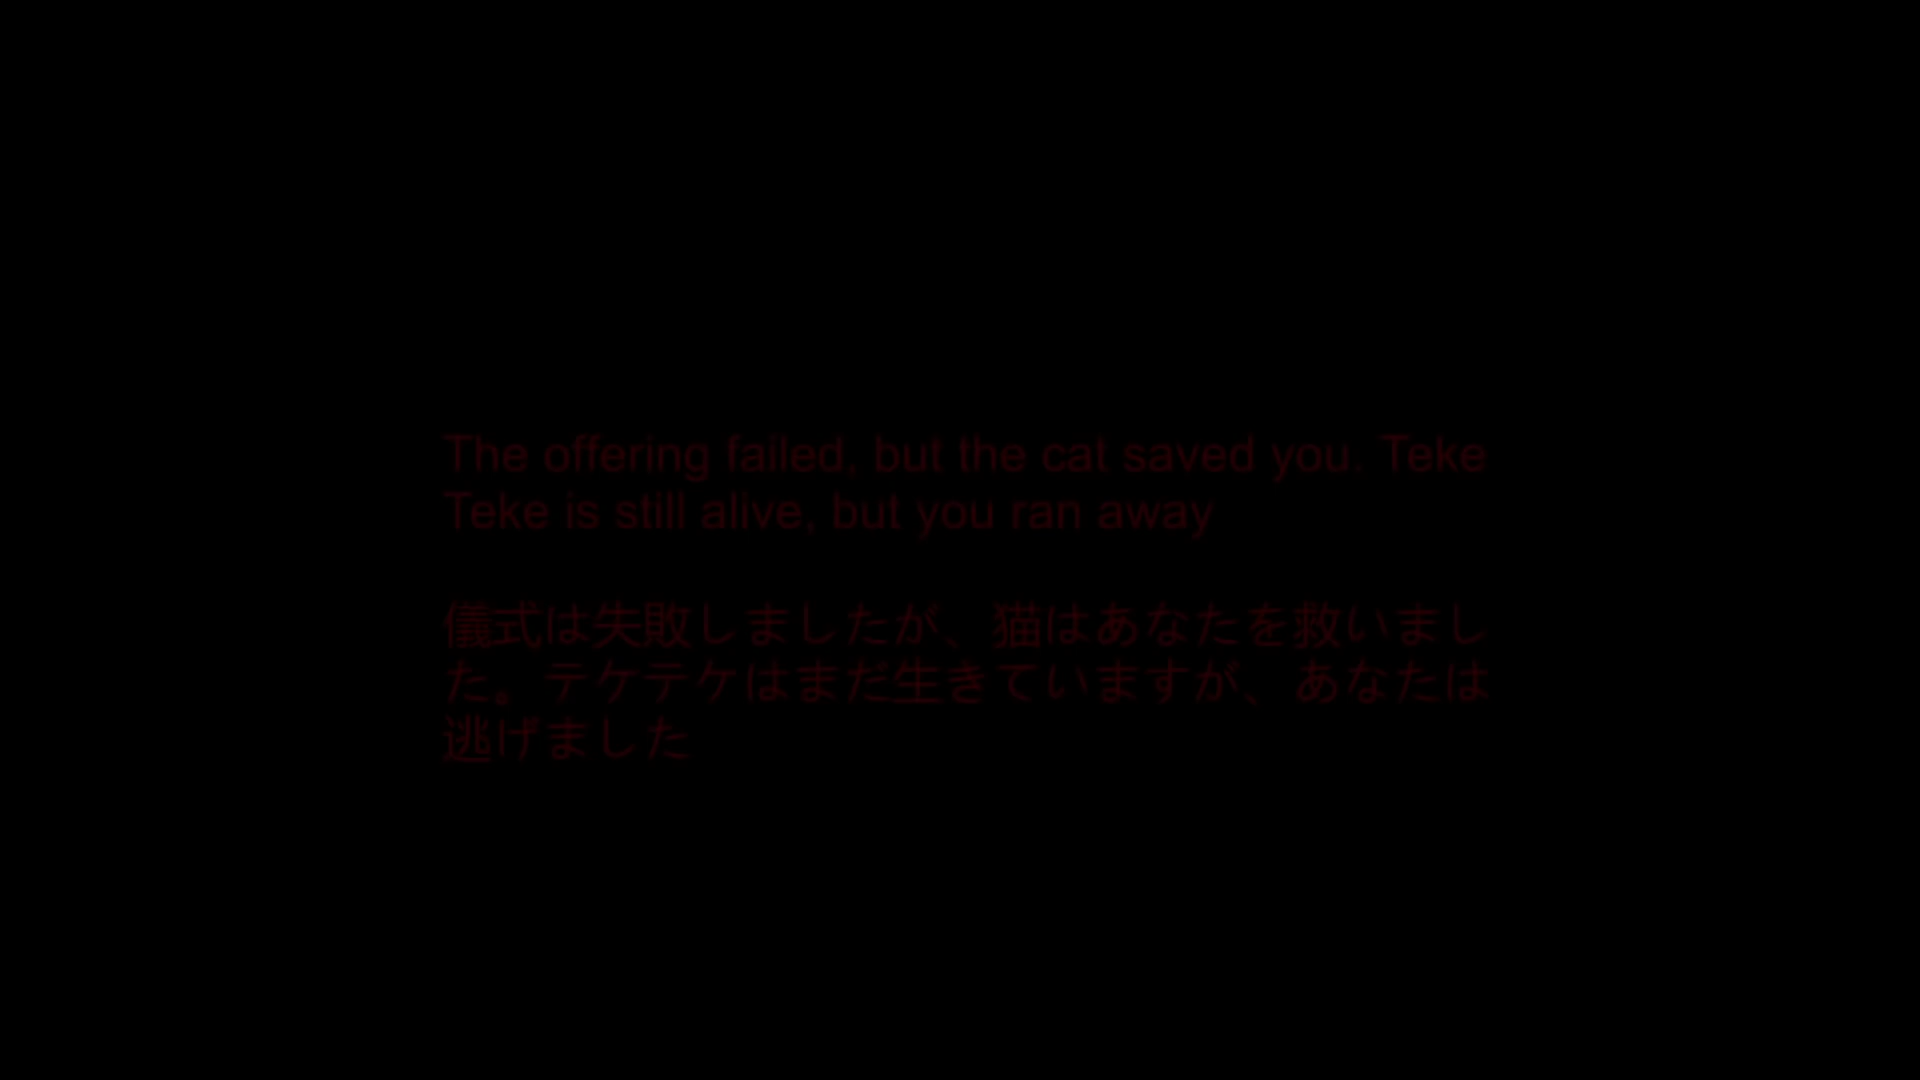 The offering failed, but the cat saved you. Teke
Teke is still alive, but you ran away
儀式は失敗しましたが、猫はあなたを救いまし
た。テケテケはまだ生きていますが、あなたは
逃げました